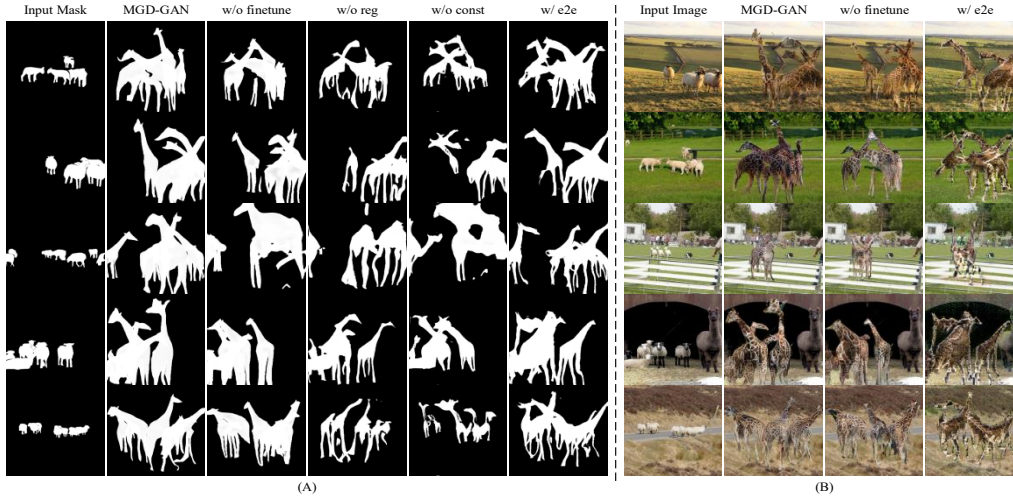 Input Mask MGD-GAN w/o finetune w/o reg w/o const w/ e2e Input Image MGD-GAN w/o finetune w/ e2e
(A) (B)